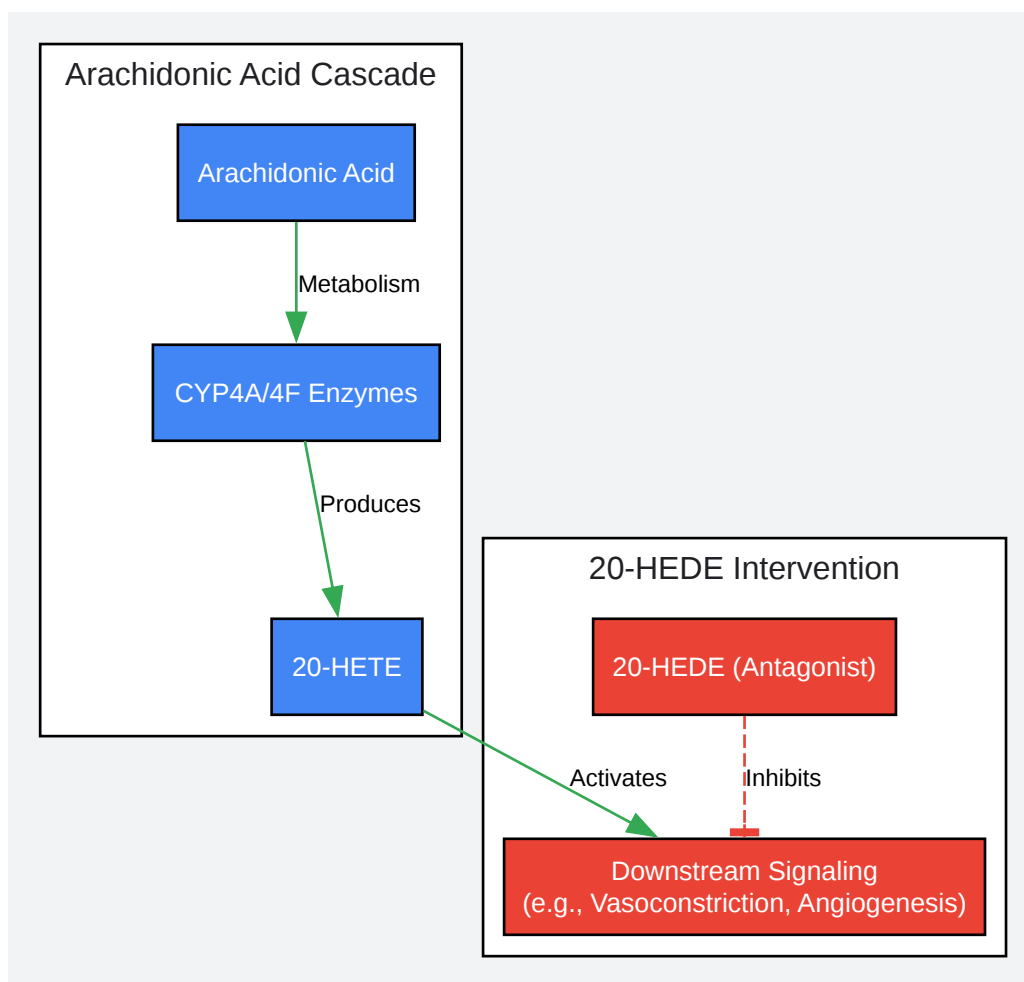 Arachidonic Acid Cascade
Arachidonic Acid
Metabolism
CYP4A/4F Enzymes
Produces
20-HETE
20-HEDE Intervention
20-HEDE (Antagonist)
Activates
Inhibits
Downstream Signaling
(e.g., Vasoconstriction, Angiogenesis)